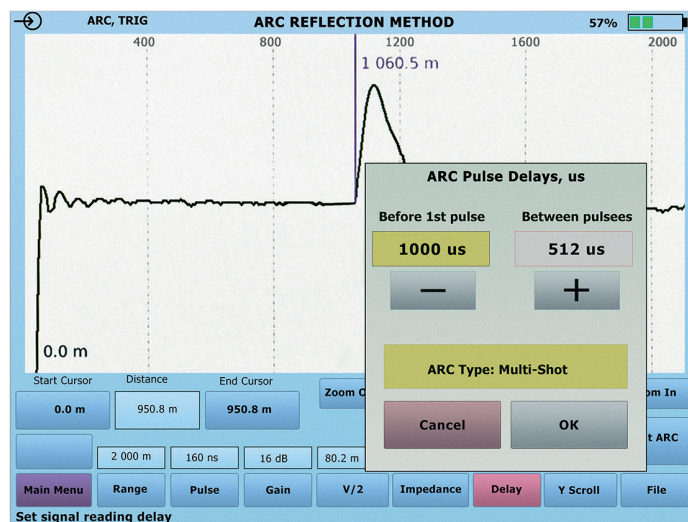 ARC, TRIG
ARC REFLECTION METHOD
57%
400
800
1200
1600
2000
1 060.5 m
0.0 m
ARC Pulse Delays, us
Before 1st pulse
Between pulsees
1000 us
512 us
−
+
ARC Type: Multi-Shot
Cancel
OK
Start Cursor
Distance
End Cursor
0.0 m
950.8 m
950.8 m
Zoom O
om In
t ARC
2 000 m
160 ns
16 dB
80.2 m
Main Menu
Range
Pulse
Gain
V/2
Impedance
Delay
Y Scroll
File
Set signal reading delay